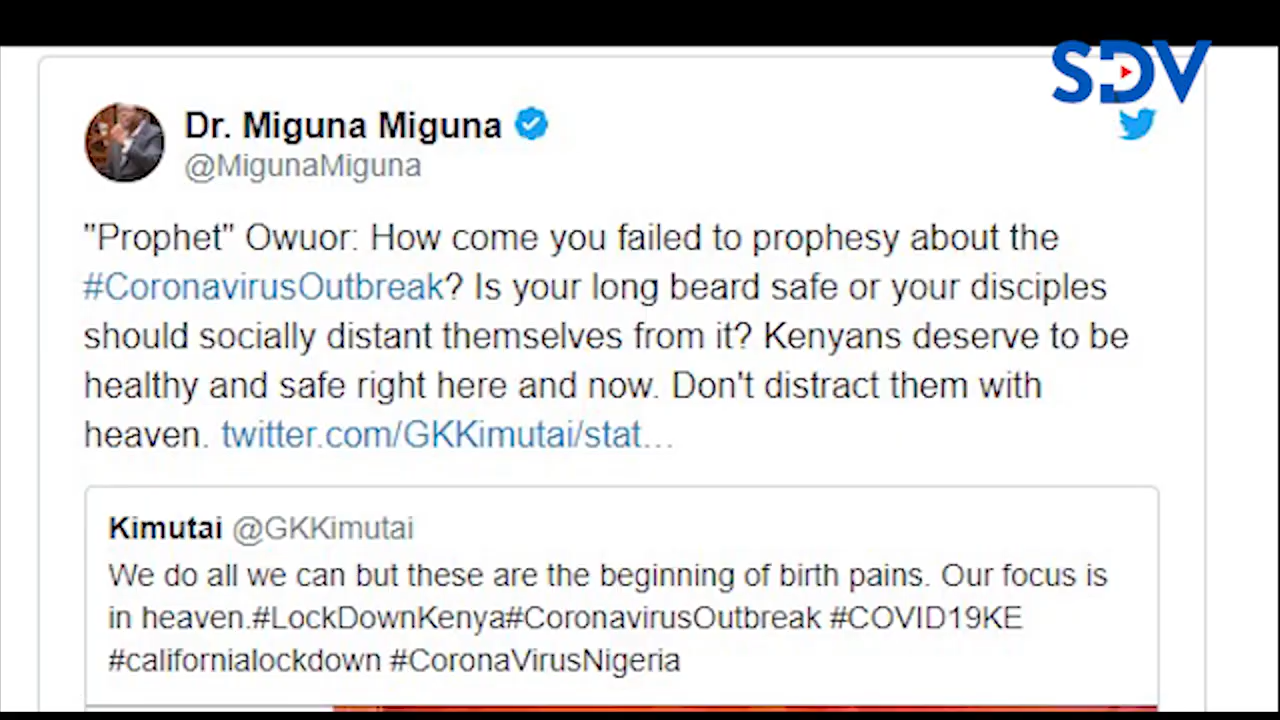 SDV
Dr. Miguna Miguna
@MigunaMiguna
"Prophet" Owuor: How come you failed to prophesy about the
#CoronavirusOutbreak? Is your long beard safe or your disciples
should socially distant themselves from it? Kenyans deserve to be
healthy and safe right here and now. Don't distract them with
heaven. twitter.com/GKKimutai/stat…
Kimutai @GKKimutai
We do all we can but these are the beginning of birth pains. Our focus is
in heaven.#LockDownKenya#CoronavirusOutbreak #COVID19KE
#californialockdown #CoronaVirusNigeria